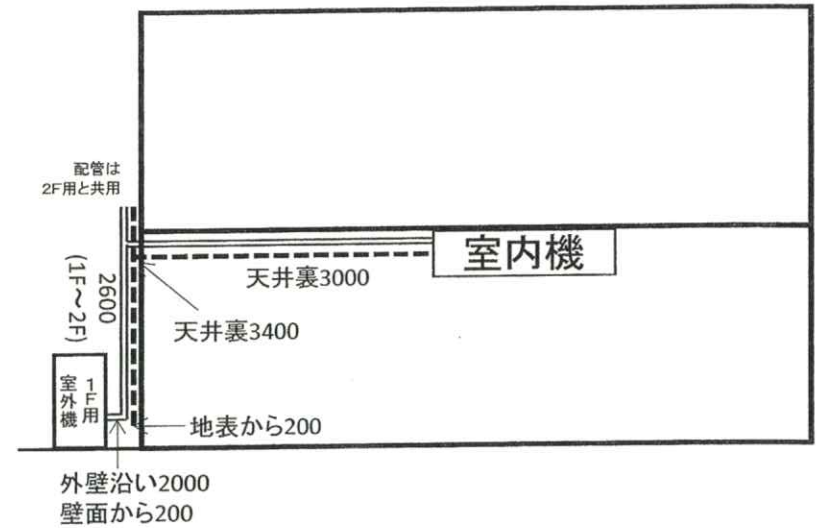 配管は
2F用と共用
室内機
天井裏3000
2600
(1F～2F)
天井裏3400
1F用
室外機
地表から200
外壁沿い2000
壁面から200